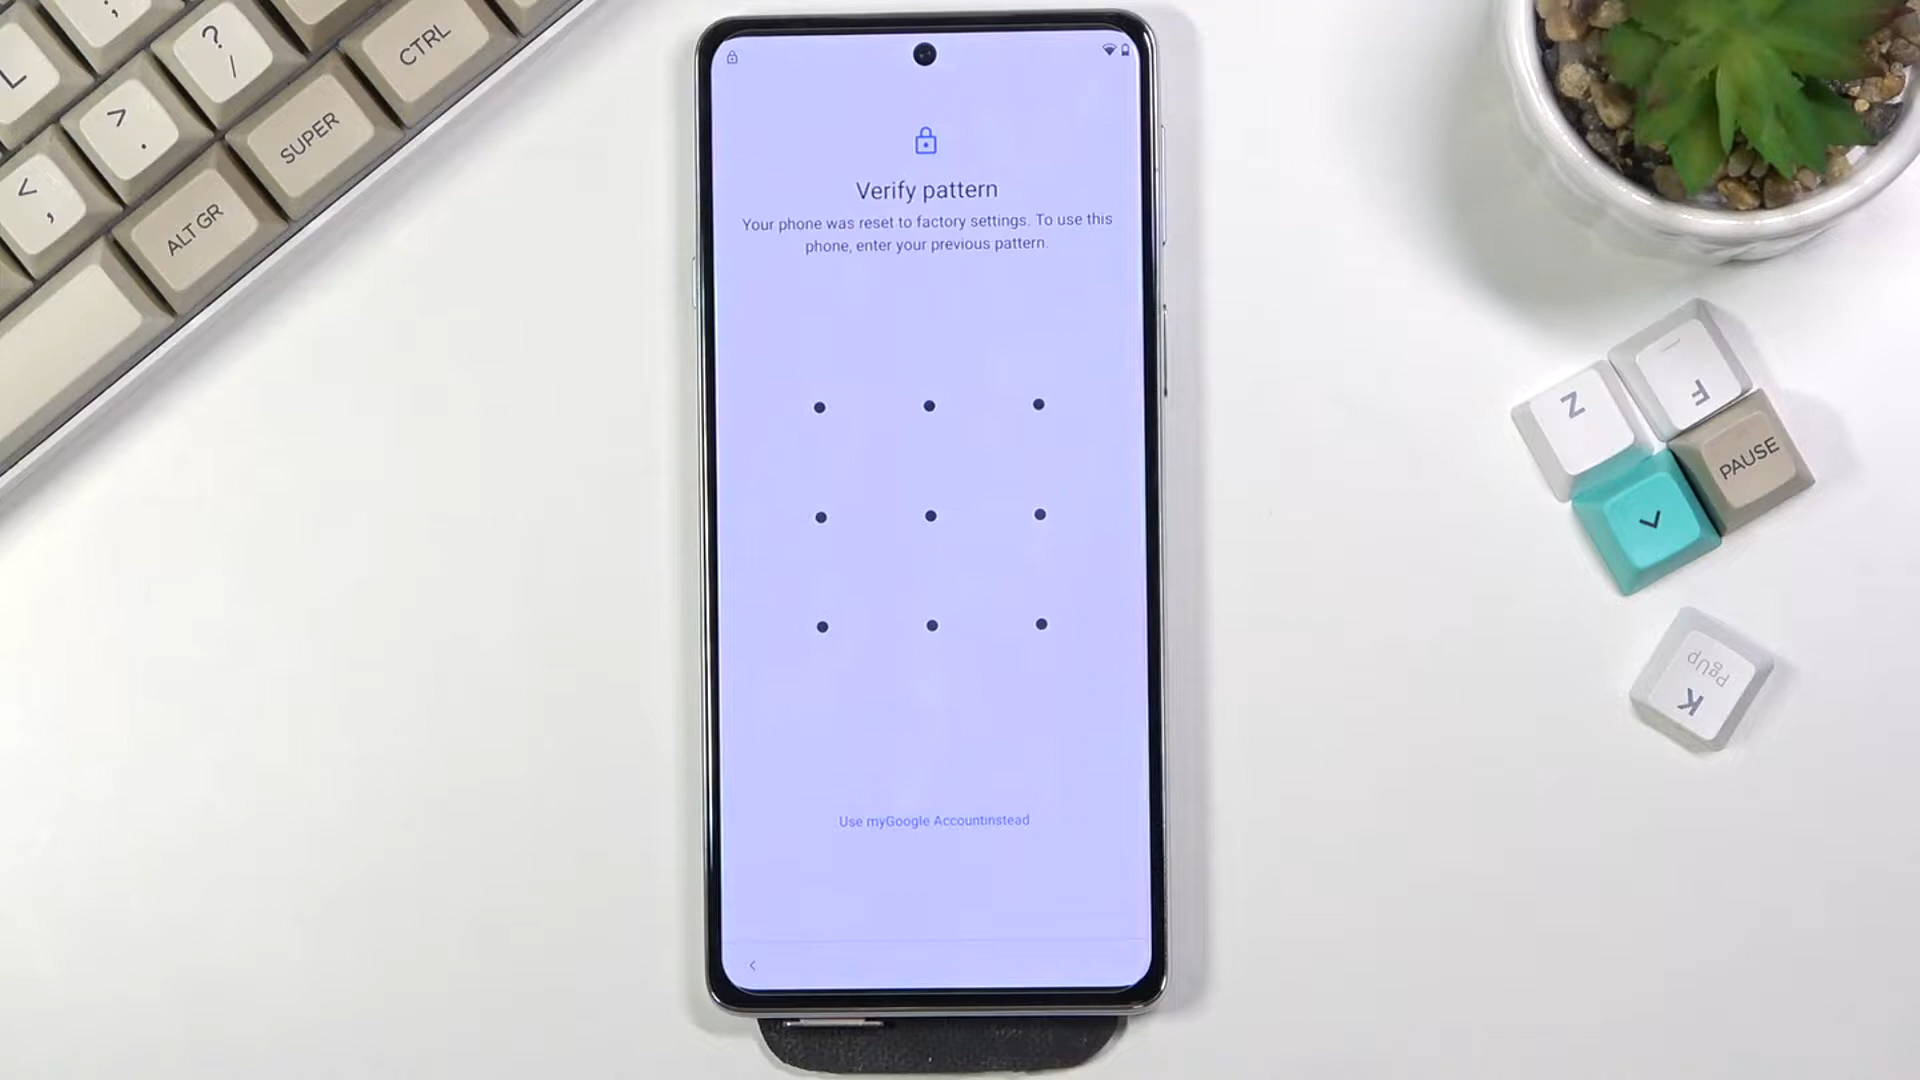 L
:
;
?
/
CTRL
>
.
SUPER
<
,
ALT GR
Verify pattern
Your phone was reset to factory settings. To use this
phone, enter your previous pattern.
Use myGoogle Accountinstead
Z
F
PAUSE
PgUp
K